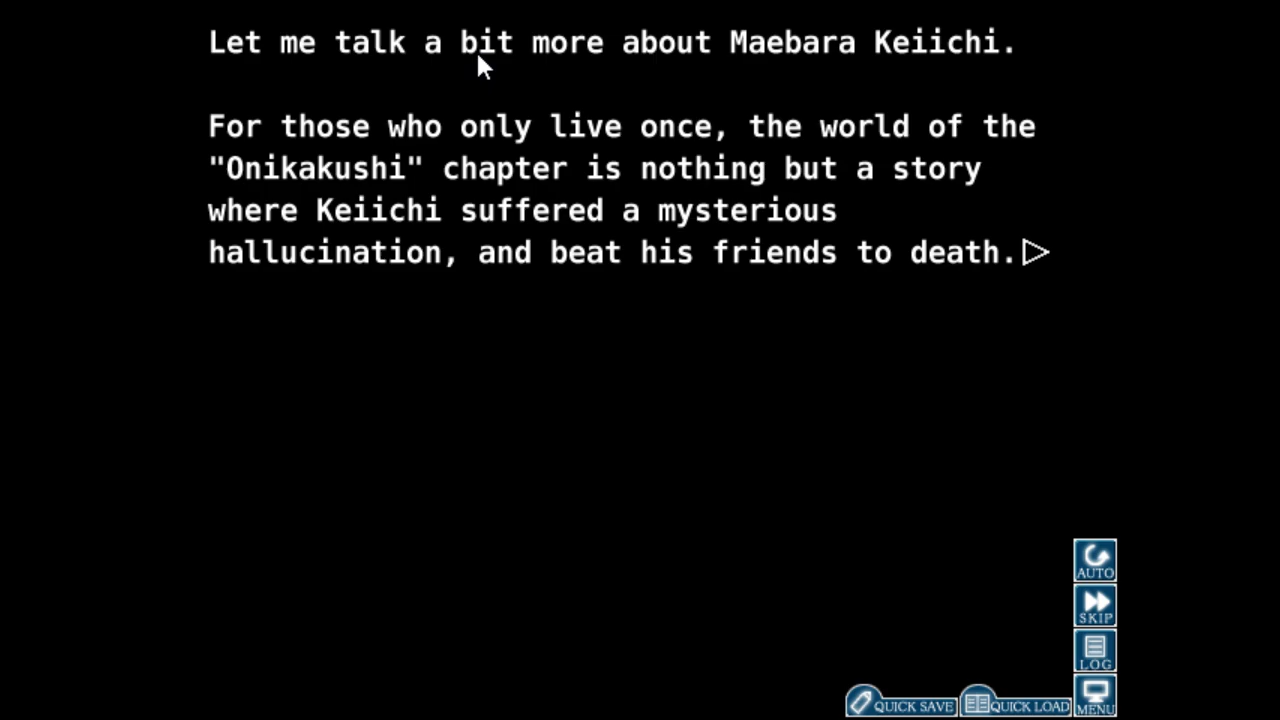 Let me talk a bit more about Maebara Keiichi.
For those who only live once, the world of the
"Onikakushi" chapter is nothing but a story
where Keiichi suffered a mysterious
hallucination, and beat his friends to death.
AUTO
SKIP
LOG
QUICK SAVE
QUICK LOAD
MENU